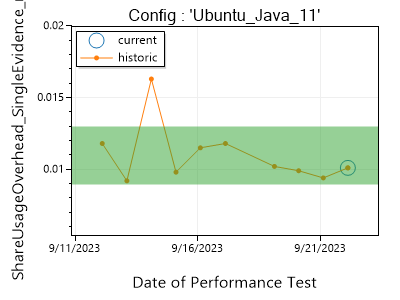 Config : 'Ubuntu_Java_11'
ShareUsageOverhead_SingleEvidence_
0.02
0.015
0.01
current
historic
9/11/2023
9/16/2023
9/21/2023
Date of Performance Test